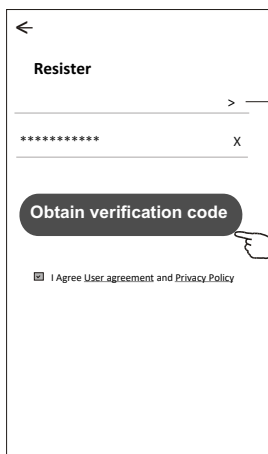 Resister
>
*********** X
Obtain verification code
I Agree User agreement and Privacy Policy